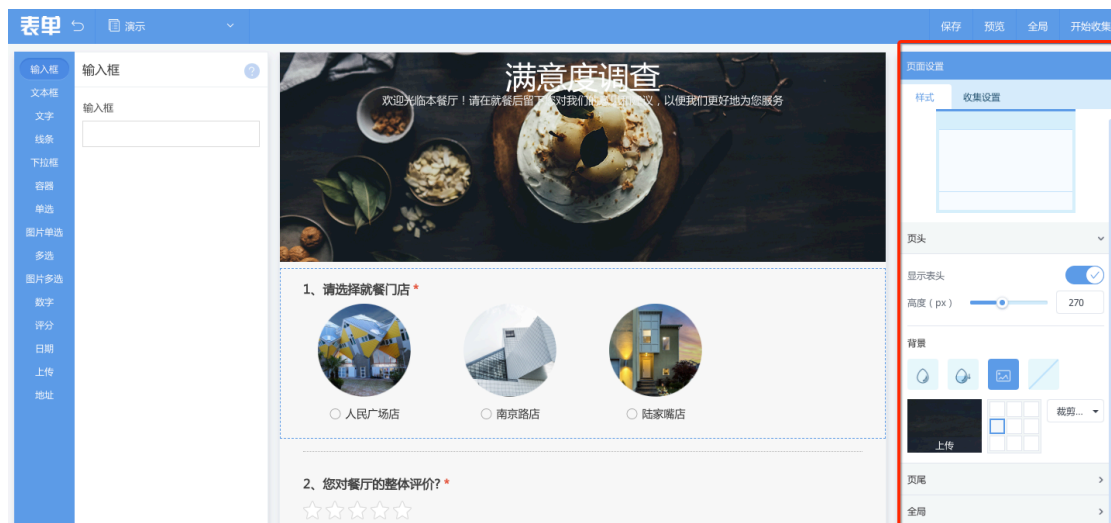 表单
演示
保存 预览 全局 开始收集
输入框
文本框
文字
线条
下拉框
容器
单选
图片单选
多选
图片多选
数字
评分
日期
上传
地址
输入框
?
输入框
满意度调查
欢迎光临本餐厅！请在就餐后留下您对我们的
，以便我们更好地为您服务
1、请选择就餐门店 *
人民广场店 南京路店 陆家嘴店
2、您对餐厅的整体评价? *
页面设置
样式 收集设置
页头
显示表头
高度（px） 270
背景
上传
裁剪...
页尾
全局